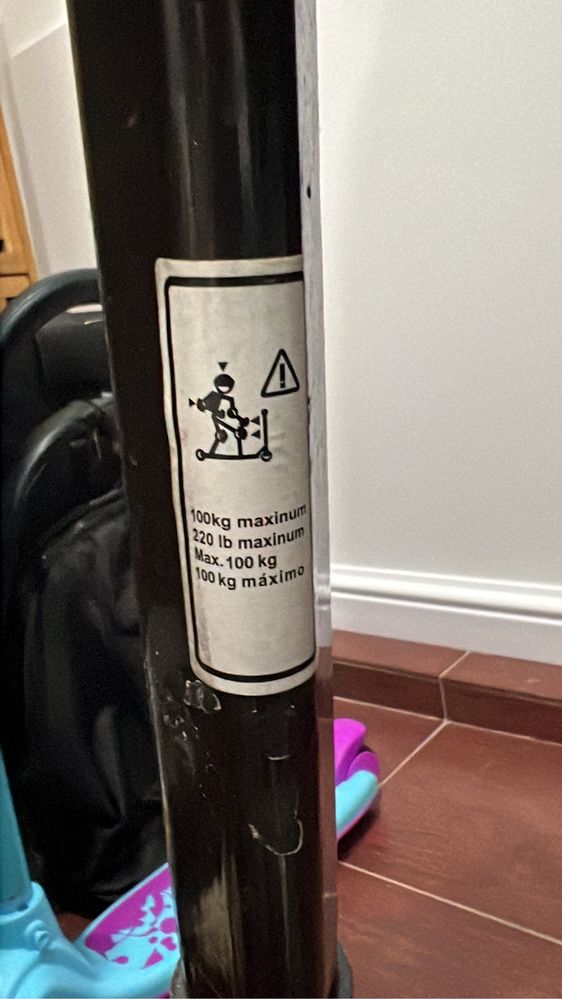 100kg maxinum
220 lb maxinum
Max. 100 kg
100 kg máximo